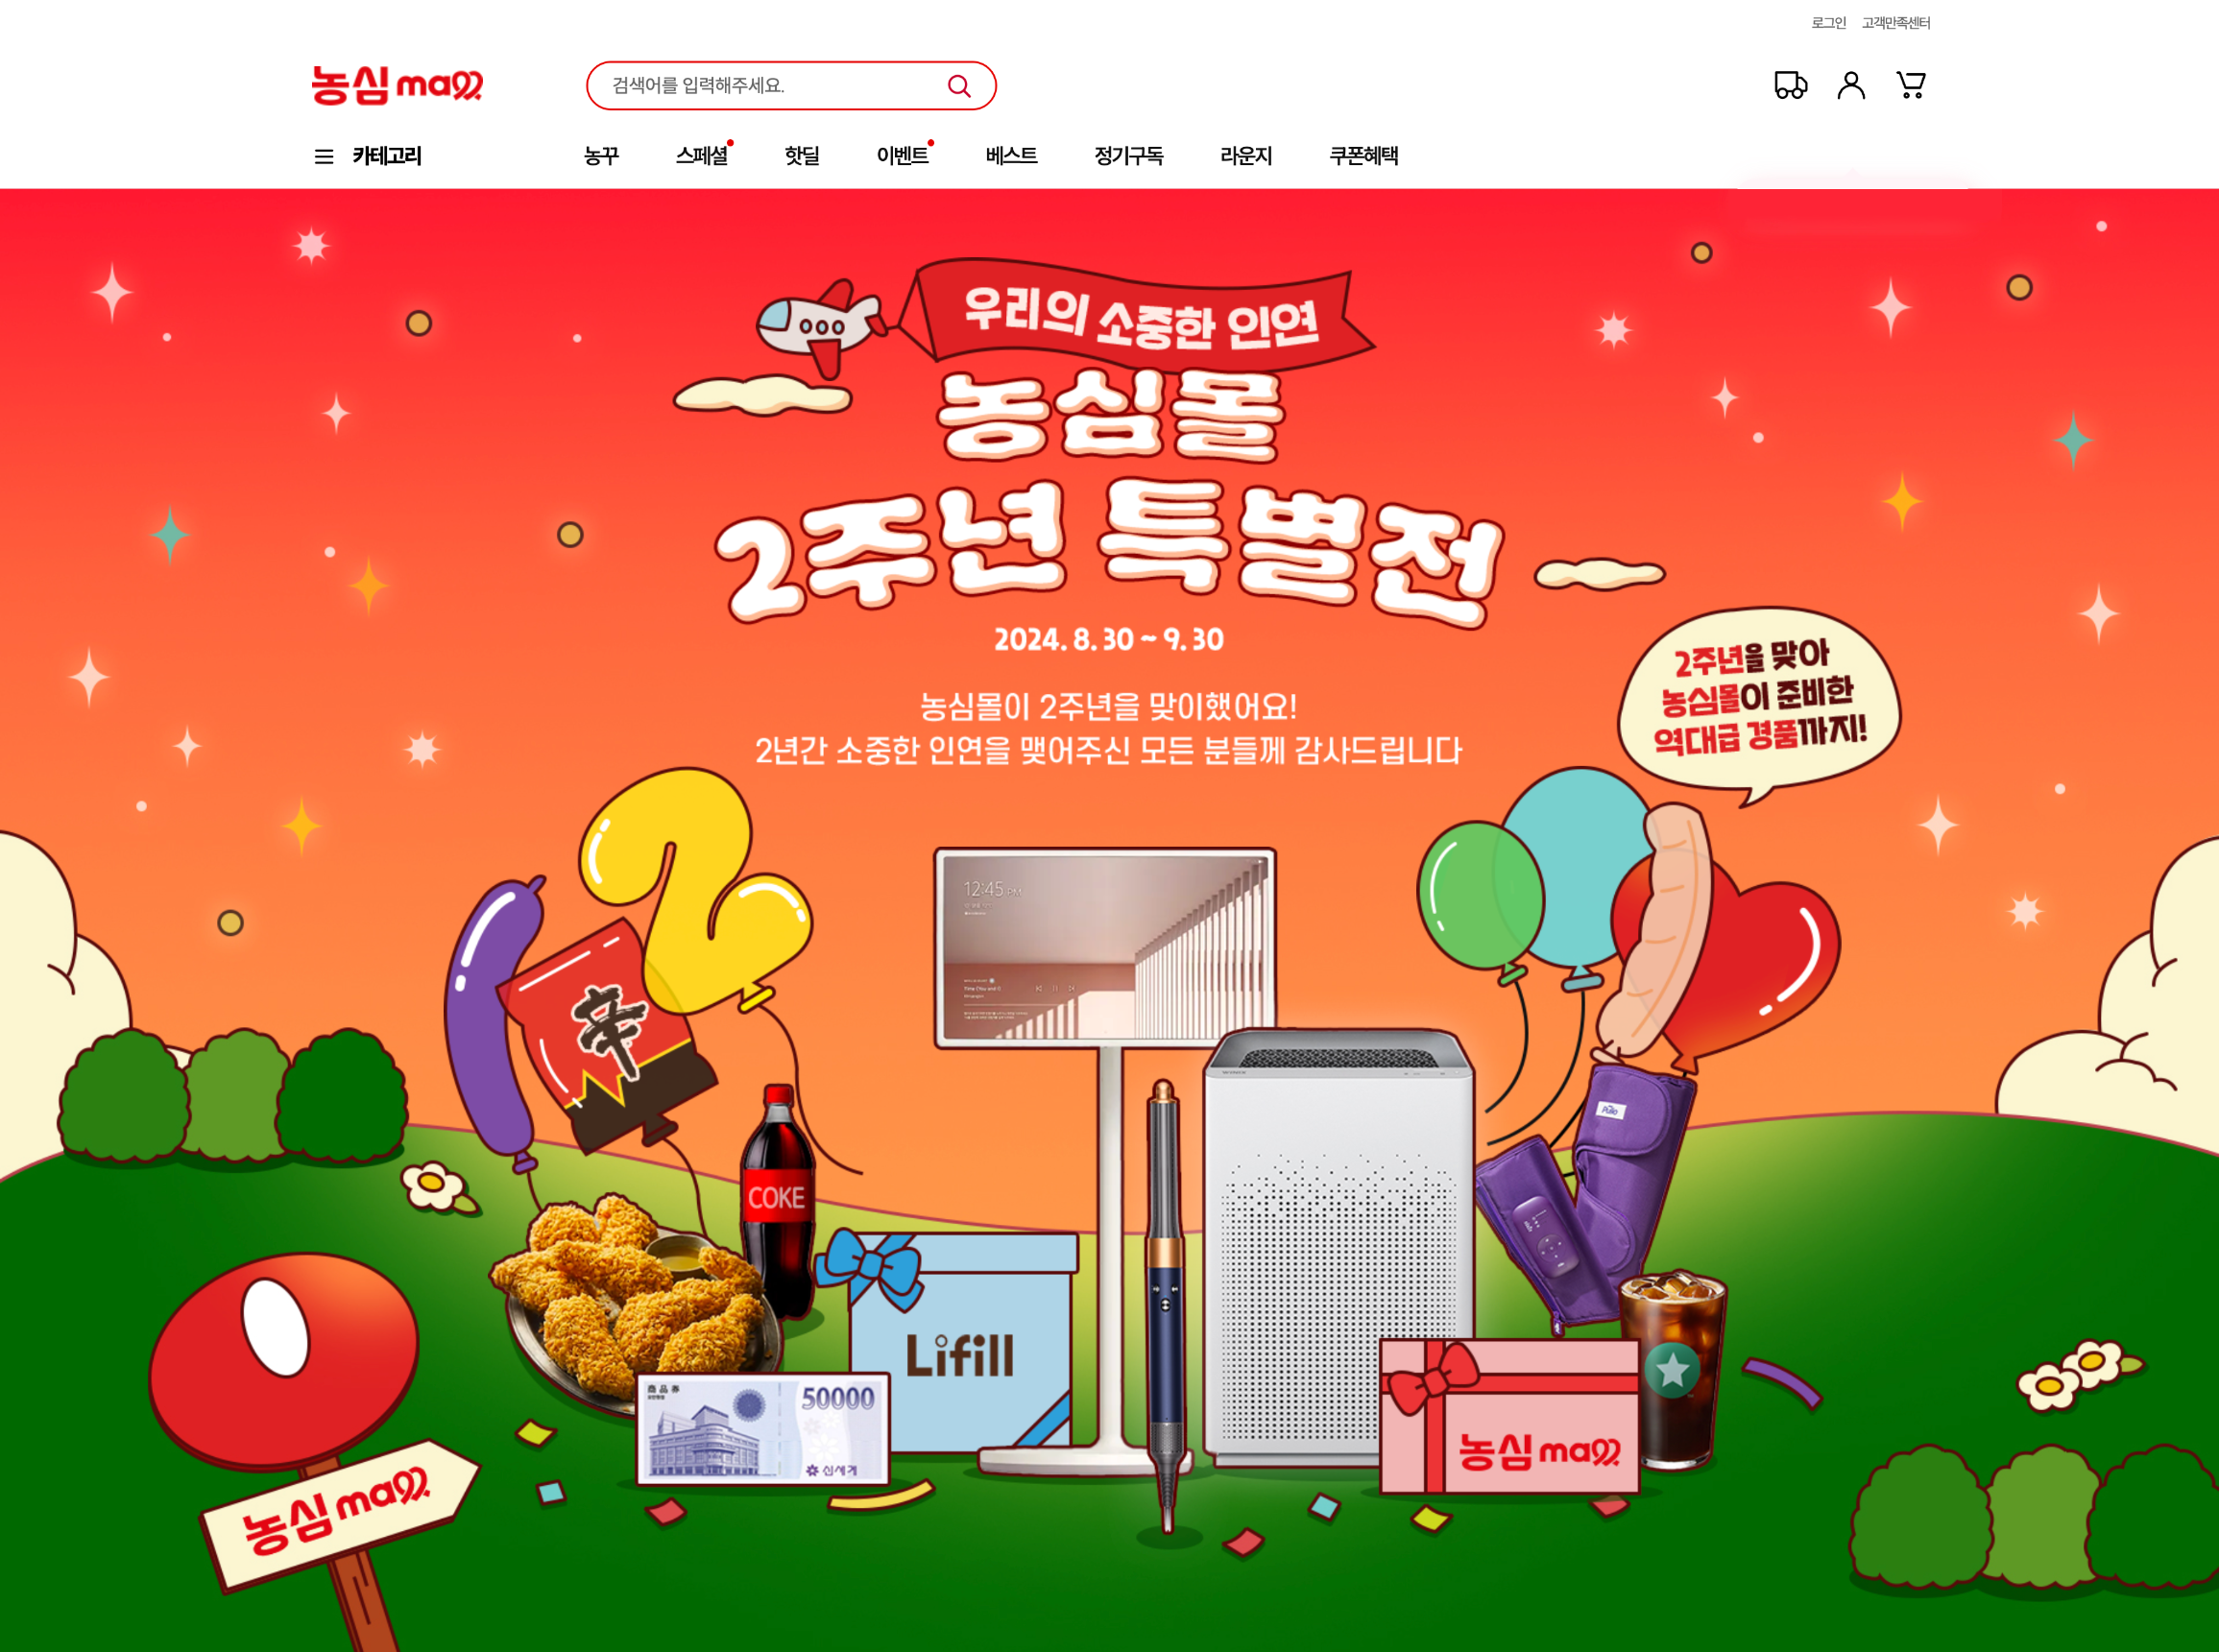 로그인 고객만족센터
농심 mall
검색어를 입력해주세요.
카테고리 농꾸 스페셜 핫딜 이벤트 베스트 정기구독 라운지 쿠폰혜택
우리의 소중한 인연
농심몰
2주년 특별전
2024. 8. 30 ~ 9. 30
농심몰이 2주년을 맞이했어요!
2년간 소중한 인연을 맺어주신 모든 분들께 감사드립니다
2주년을 맞아
농심몰이 준비한
역대급 경품까지!
2
12:45 PM
Time (You and I)
辛
Pulio
COKE
Lifill
商品券
50000
신세계
농심 mall
농심 mall